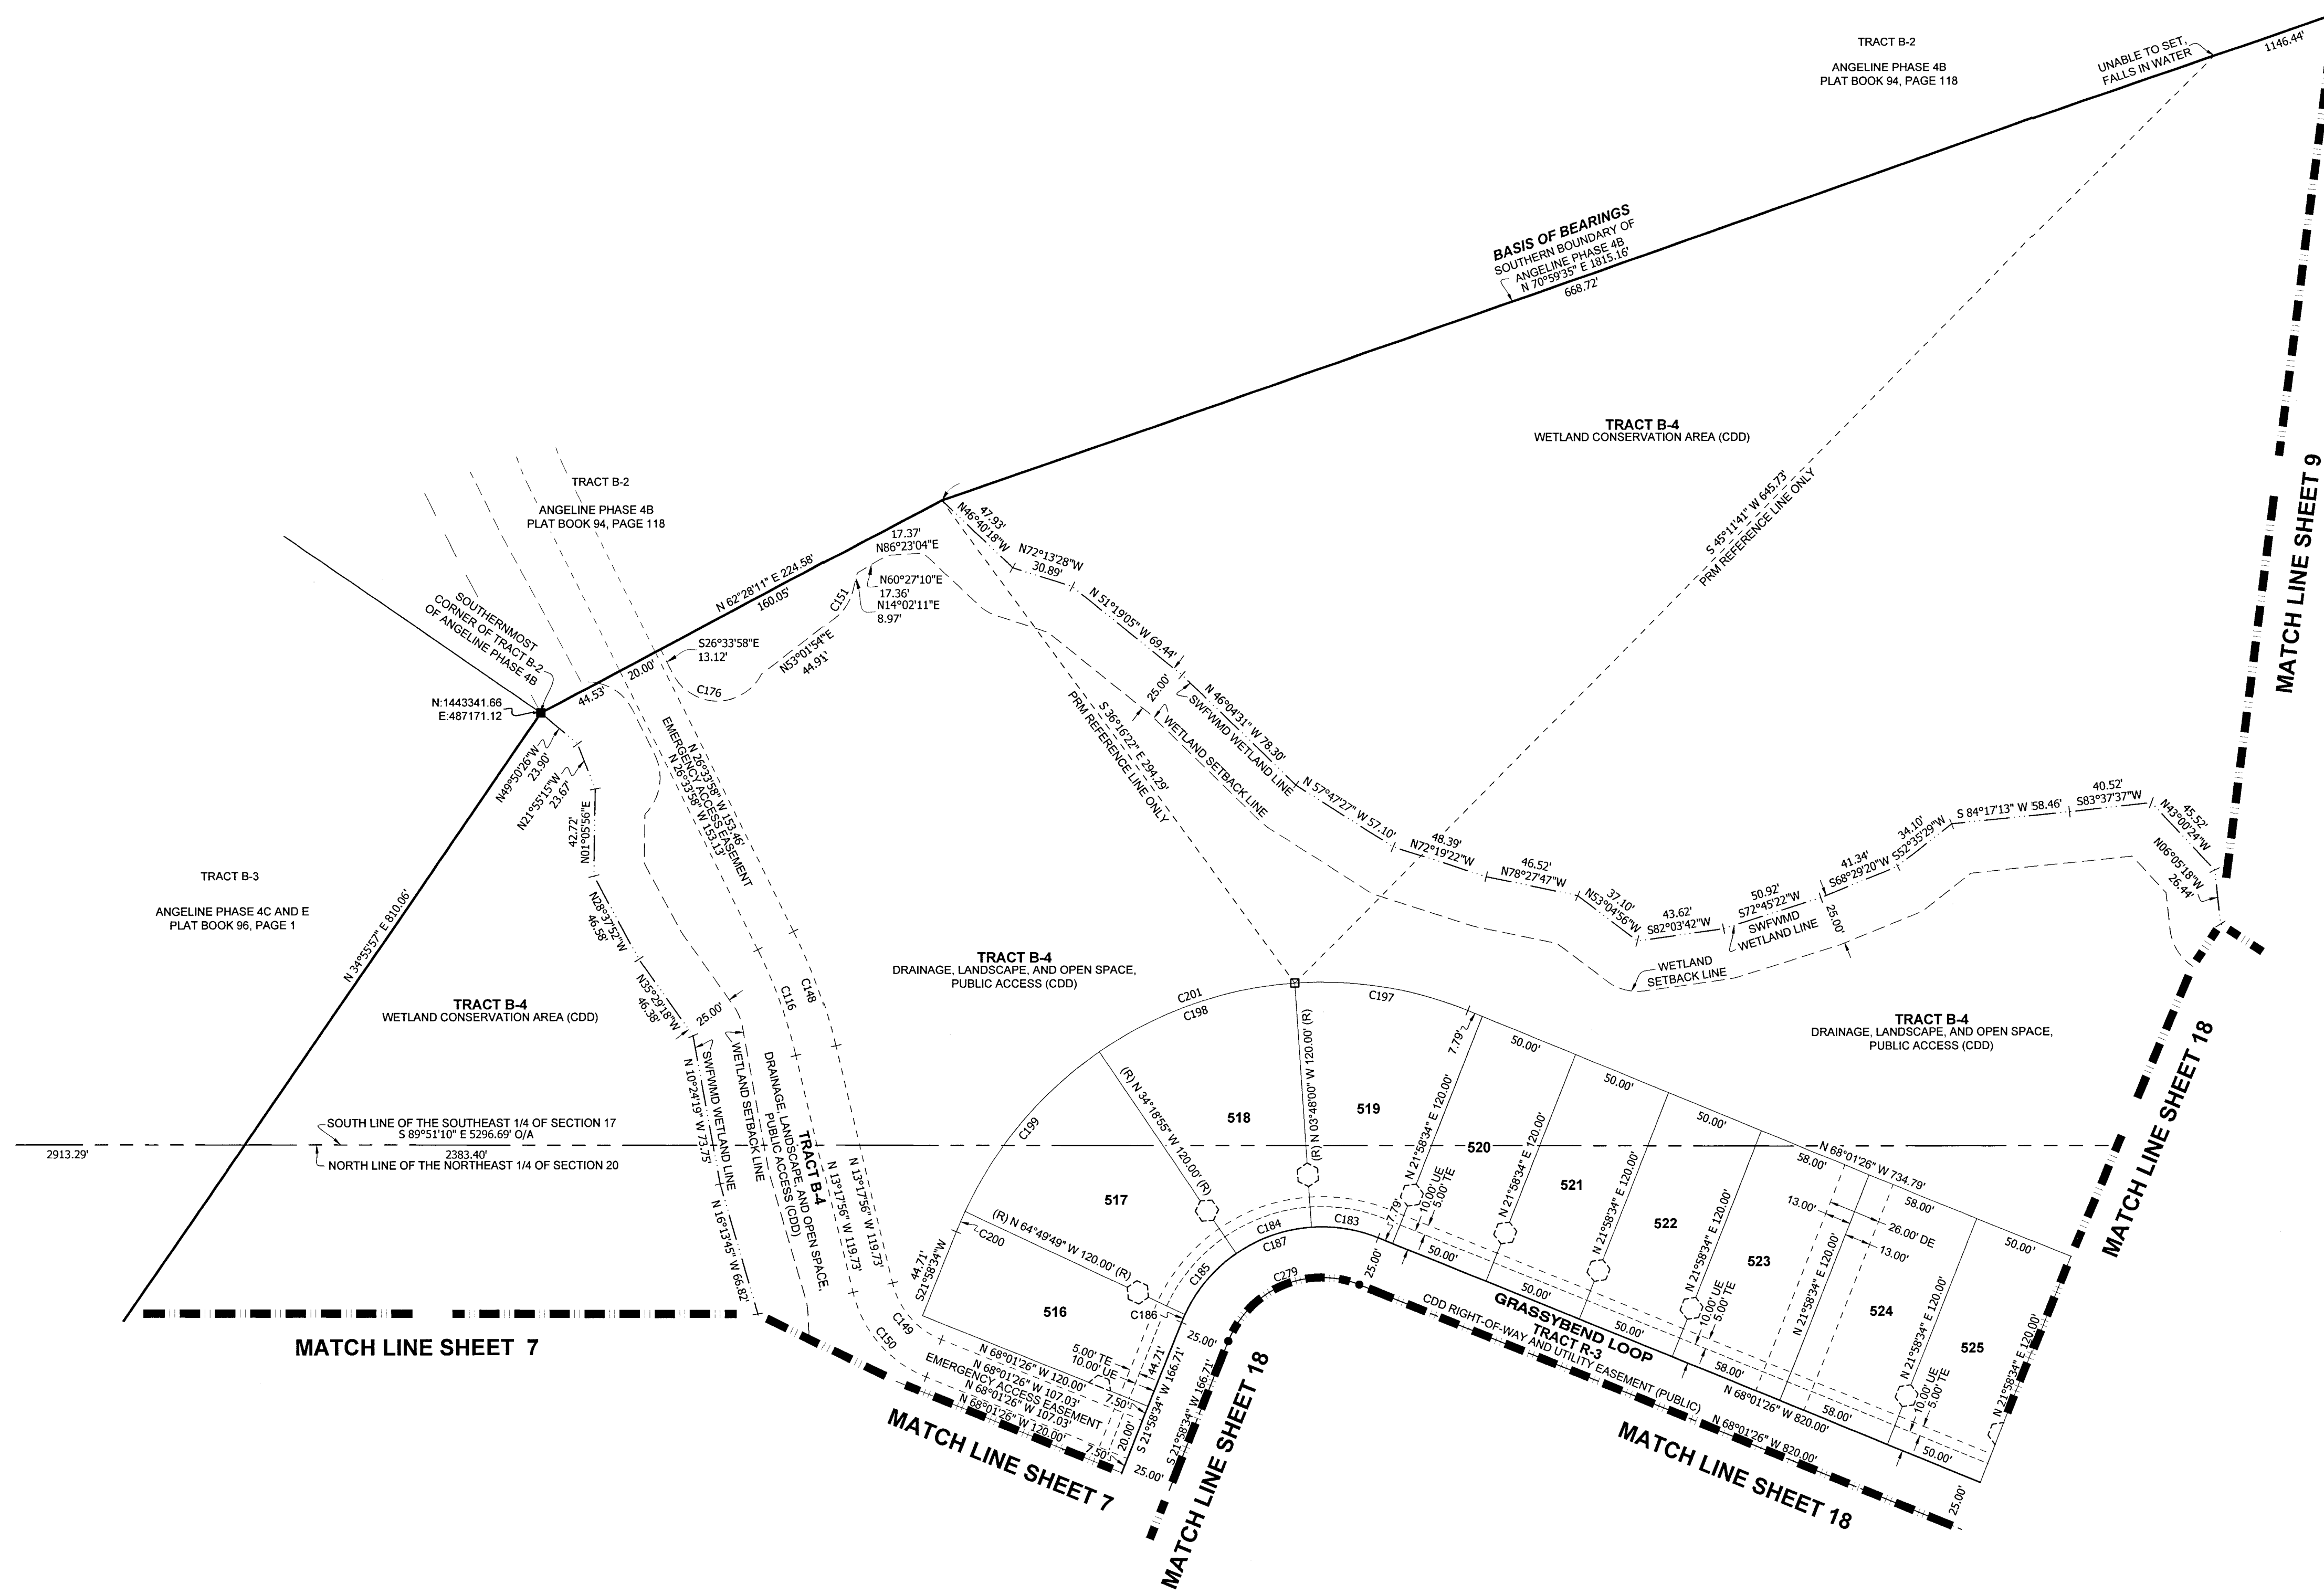 TRACT B-2
ANGELINE PHASE 4B
PLAT BOOK 94, PAGE 118
UNABLE TO SET,
FALLS IN WATER
1146.44'
BASIS OF BEARINGS
SOUTHERN BOUNDARY OF
ANGELINE PHASE 4B
N 70°59'35" E 1815.16'
668.72'
TRACT B-4
WETLAND CONSERVATION AREA (CDD)
S 45°11'41" W 645.73'
PRM REFERENCE LINE ONLY
MATCH LINE SHEET 9
TRACT B-2
ANGELINE PHASE 4B
PLAT BOOK 94, PAGE 118
SOUTHERNMOST
CORNER OF TRACT B-2
OF ANGELINE PHASE 4B
N:1443341.66
E:487171.12
N 62°28'11" E 224.58'
160.05'
20.00'
44.53'
S26°33'58"E
13.12'
C176
N53°01'54"E
44.91'
C151
17.37'
N86°23'04"E
N60°27'10"E
17.36'
N14°02'11"E
8.97'
47.93'
N46°40'18"W
N72°13'28"W
30.89'
N 51°19'05" W 69.44'
25.00'
N 46°04'31" W 78.30'
SWFWMD WETLAND LINE
WETLAND SETBACK LINE
S 36°16'22" E 294.29'
PRM REFERENCE LINE ONLY
N 57°47'27" W 57.10'
48.39'
N72°19'22"W
46.52'
N78°27'47"W
37.10'
N53°04'56"W
43.62'
S82°03'42"W
50.92'
S72°45'22"W
SWFWMD
WETLAND LINE
41.34'
S68°29'20"W
34.10'
S52°35'29"W
S 84°17'13" W 58.46'
40.52'
S83°37'37"W
45.52'
N43°00'24"W
N06°05'18"W
26.44'
25.00'
WETLAND
SETBACK LINE
N49°50'26"W
23.90'
N21°55'15"W
23.67'
42.72'
N01°05'56"E
N28°37'52"W
46.58'
N35°29'18"W
46.38'
25.00'
N 26°33'58" W 153.46'
EMERGENCY ACCESS EASEMENT
N 26°33'58" W 153.13'
TRACT B-3
ANGELINE PHASE 4C AND E
PLAT BOOK 96, PAGE 1
N 34°55'57" E 810.06'
TRACT B-4
WETLAND CONSERVATION AREA (CDD)
TRACT B-4
DRAINAGE, LANDSCAPE, AND OPEN SPACE,
PUBLIC ACCESS (CDD)
TRACT B-4
DRAINAGE, LANDSCAPE, AND OPEN SPACE,
PUBLIC ACCESS (CDD)
C148
C116
N 10°24'19" W 73.75'
SWFWMD WETLAND LINE
WETLAND SETBACK LINE
TRACT B-4
DRAINAGE, LANDSCAPE, AND OPEN SPACE,
PUBLIC ACCESS (CDD)
N 13°17'56" W 119.73'
N 13°17'56" W 119.73'
N 16°13'45" W 66.82'
SOUTH LINE OF THE SOUTHEAST 1/4 OF SECTION 17
S 89°51'10" E 5296.69' O/A
2913.29'
2383.40'
NORTH LINE OF THE NORTHEAST 1/4 OF SECTION 20
MATCH LINE SHEET 7
C149
C150
C201
C198
C197
C199
C200
(R) N 34°18'55" W 120.00' (R)
(R) N 03°48'00" W 120.00' (R)
(R) N 64°49'49" W 120.00' (R)
44.71'
S21°58'34"W
516
517
518
519
520
521
522
523
524
525
C183
C184
C187
C185
C186
C279
7.79'
N 21°58'34" E 120.00'
7.79'
10.00' UE
5.00' TE
25.00'
50.00'
50.00'
50.00'
N 68°01'26" W 734.79'
58.00'
58.00'
50.00'
N 21°58'34" E 120.00'
N 21°58'34" E 120.00'
N 21°58'34" E 120.00'
N 21°58'34" E 120.00'
N 21°58'34" E 120.00'
N 21°58'34" E 120.00'
13.00'
26.00' DE
13.00'
10.00' UE
5.00' TE
10.00' UE
5.00' TE
50.00'
50.00'
50.00'
58.00'
58.00'
50.00'
N 68°01'26" W 820.00'
GRASSYBEND LOOP
TRACT R-3
CDD RIGHT-OF-WAY AND UTILITY EASEMENT (PUBLIC)
N 68°01'26" W 820.00'
25.00'
MATCH LINE SHEET 18
MATCH LINE SHEET 18
MATCH LINE SHEET 18
5.00' TE
10.00' UE
N 68°01'26" W 120.00'
N 68°01'26" W 107.03'
EMERGENCY ACCESS EASEMENT
N 68°01'26" W 107.03'
N 68°01'26" W 120.00'
7.50'
7.50'
20.00'
44.71'
S 21°58'34" W 166.71'
25.00'
25.00'
S 21°58'34" W 166.71'
MATCH LINE SHEET 7